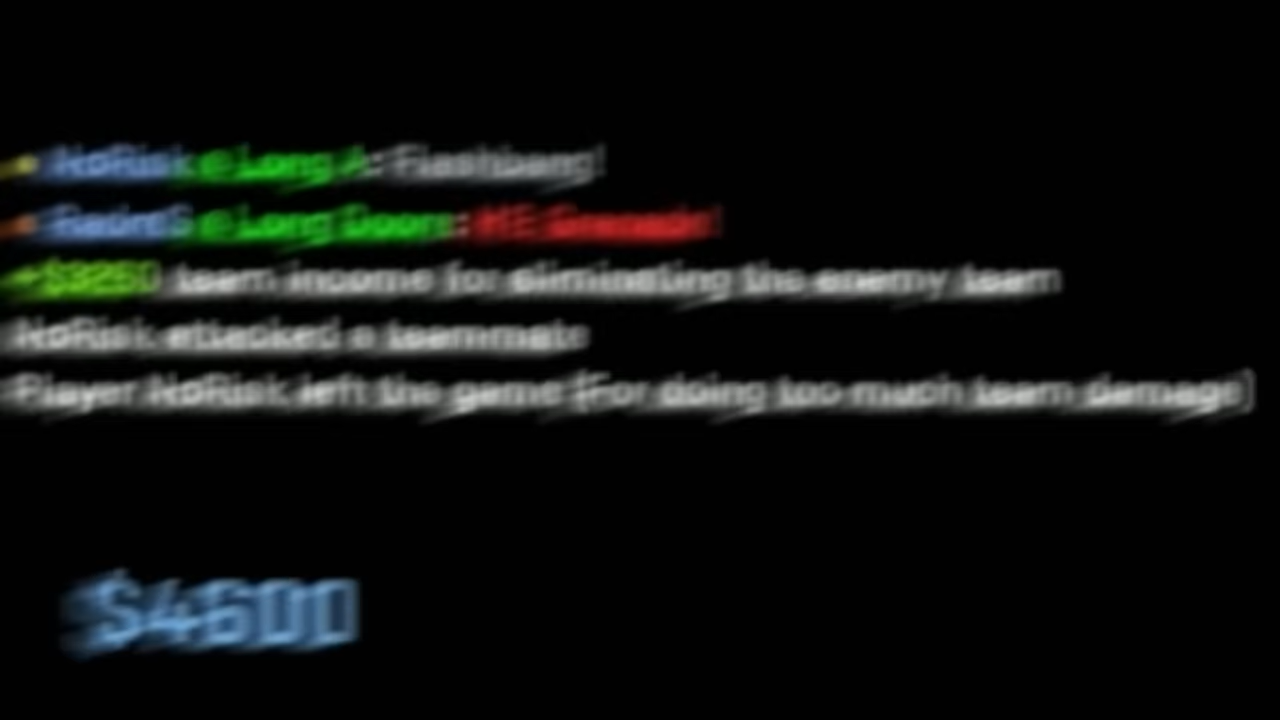 NoRisk @ Long A: Flashbang!
@ Long Doors: HE Grenade!
+$3250 team income for eliminating the enemy team
NoRisk attacked a teammate
Player NoRisk left the game [For doing too much team damage]
$4600